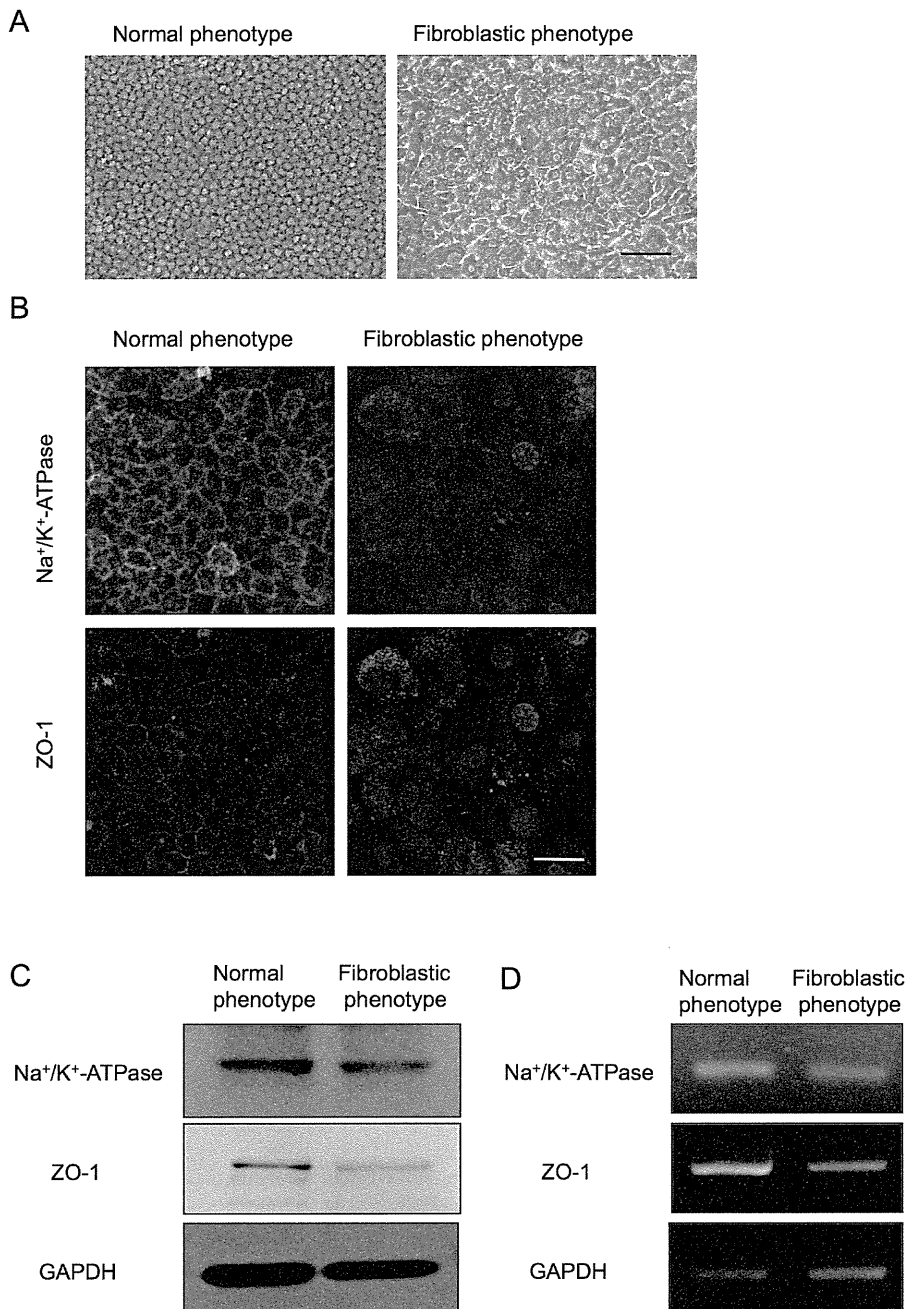 A
Normal phenotype
Fibroblastic phenotype
B
Normal phenotype
Fibroblastic phenotype
Na⁺/K⁺-ATPase
ZO-1
C
Normal
phenotype
Fibroblastic
phenotype
Na⁺/K⁺-ATPase
ZO-1
GAPDH
D
Normal
phenotype
Fibroblastic
phenotype
Na⁺/K⁺-ATPase
ZO-1
GAPDH